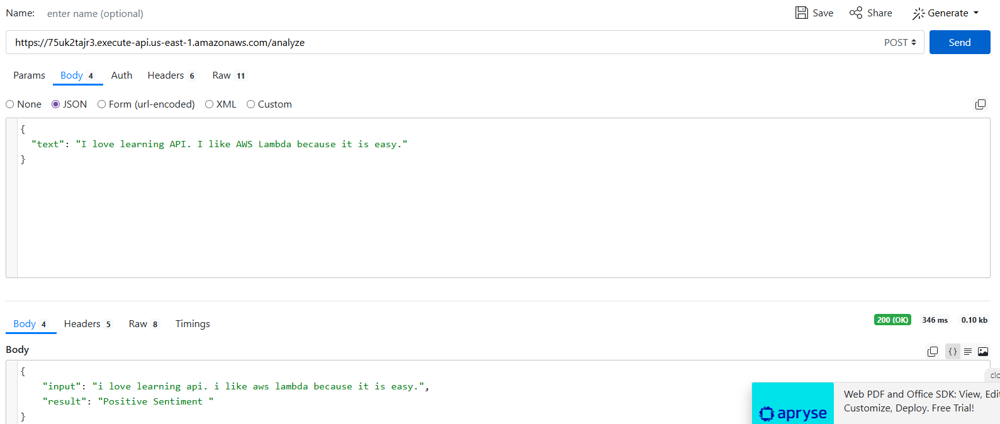 Name: enter name (optional) Save Share Generate
https://75uk2tajr3.execute-api.us-east-1.amazonaws.com/analyze POST Send
Params Body 4 Auth Headers 6 Raw 11
None JSON Form (url-encoded) XML Custom
{
"text": "I love learning API. I like AWS Lambda because it is easy."
}
Body 4 Headers 5 Raw 8 Timings 200 (OK) 346 ms 0.10 kb
Body {}
{
"input": "i love learning api. i like aws lambda because it is easy.",
"result": "Positive Sentiment "
}
clo
Web PDF and Office SDK: View, Edit
Customize, Deploy. Free Trial!
apryse